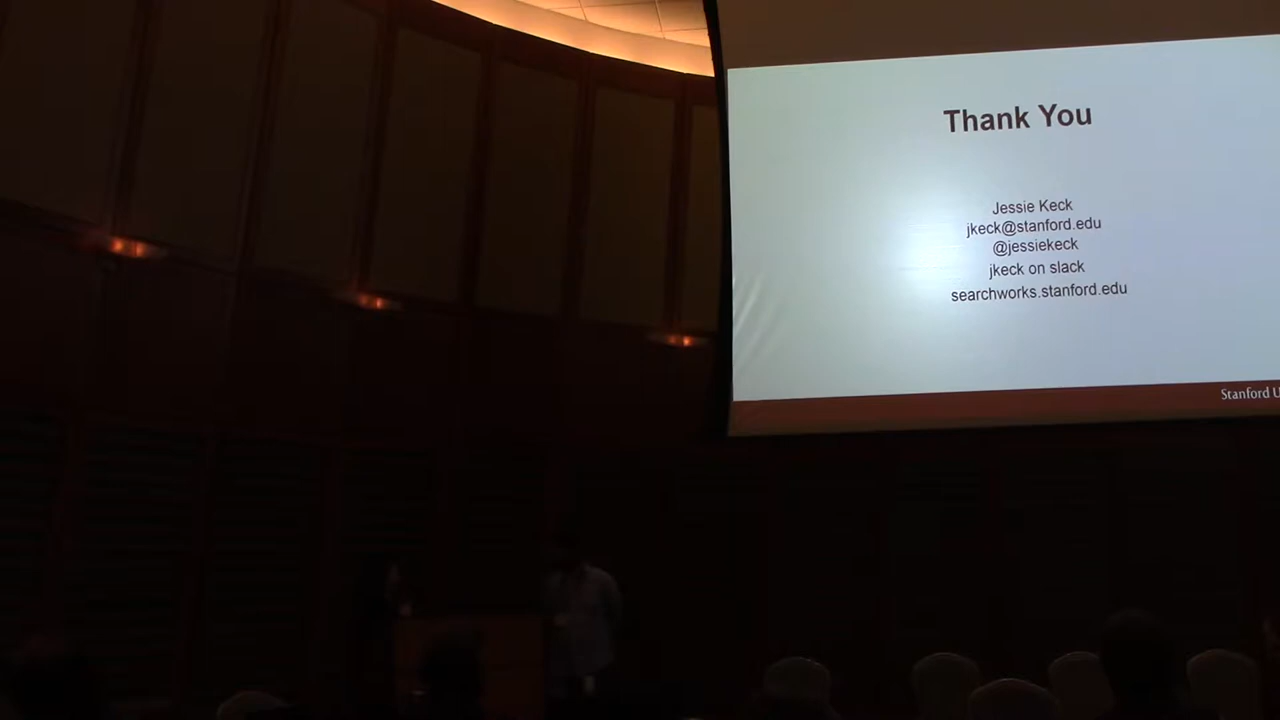 Thank You
Jessie Keck
jkeck@stanford.edu
@jessiekeck
jkeck on slack
searchworks.stanford.edu
Stanford U